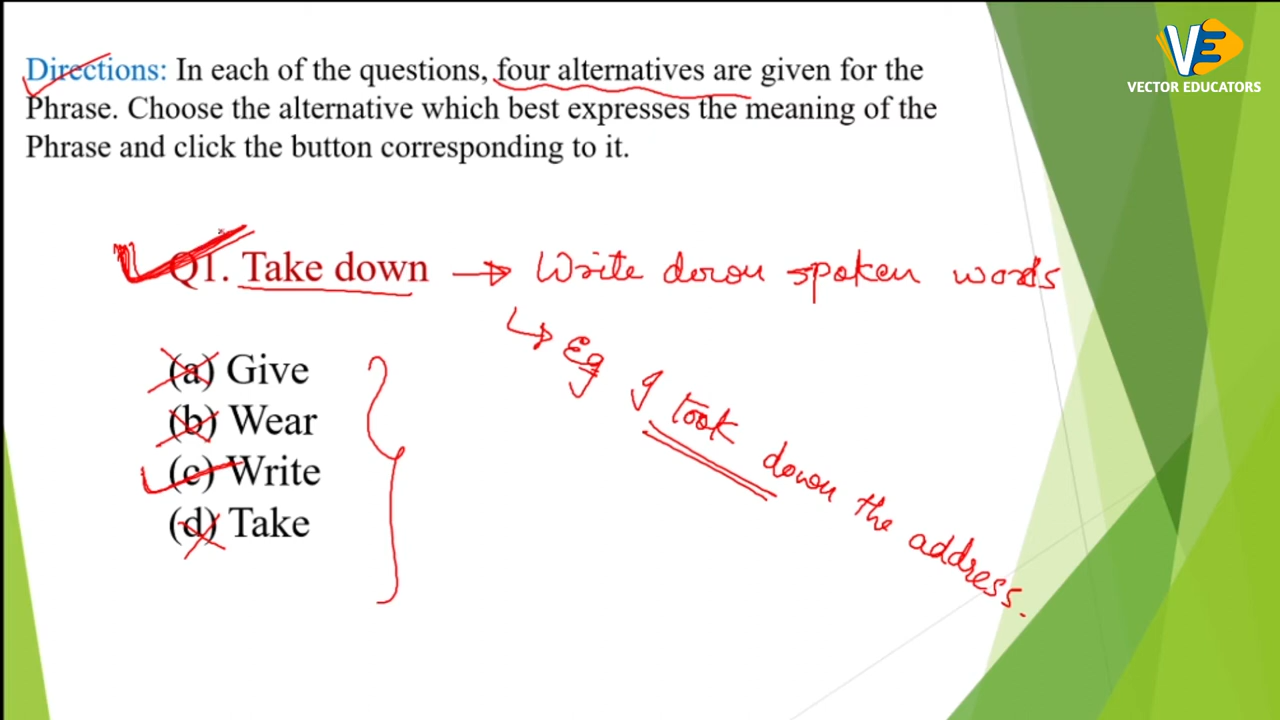 VE
VECTOR EDUCATORS
Directions: In each of the questions, four alternatives are given for the
Phrase. Choose the alternative which best expresses the meaning of the
Phrase and click the button corresponding to it.
Q1. Take down → Write down spoken words
↳ Eg I took down the address.
(a) Give
(b) Wear
(c) Write
(d) Take